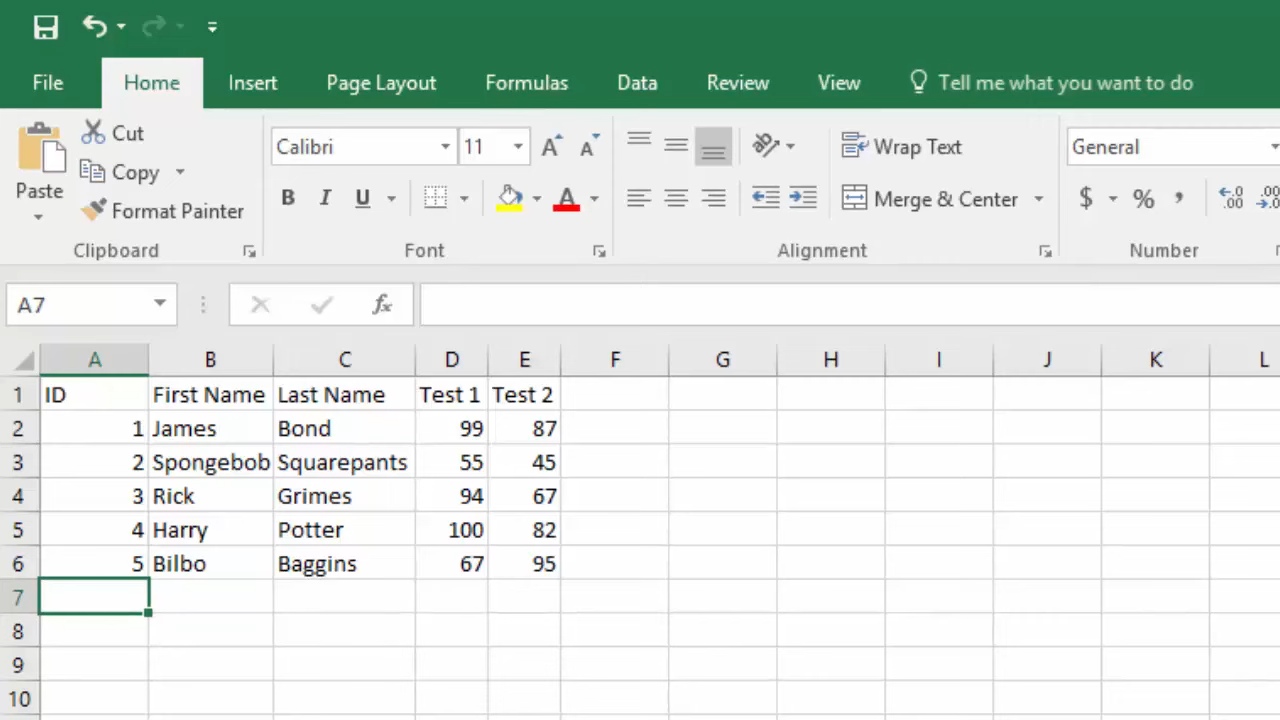 File Home Insert Page Layout Formulas Data Review View Tell me what you want to do
Cut
Copy
Paste
Format Painter
Clipboard
Calibri 11 A A
B I U A
Font
Wrap Text
Merge & Center
Alignment
General
$ % , .0 .00 .00
Number
A7 fx
A B C D E F G H I J K L
1 ID First Name Last Name Test 1 Test 2
2 1 James Bond 99 87
3 2 Spongebob Squarepants 55 45
4 3 Rick Grimes 94 67
5 4 Harry Potter 100 82
6 5 Bilbo Baggins 67 95
7
8
9
10